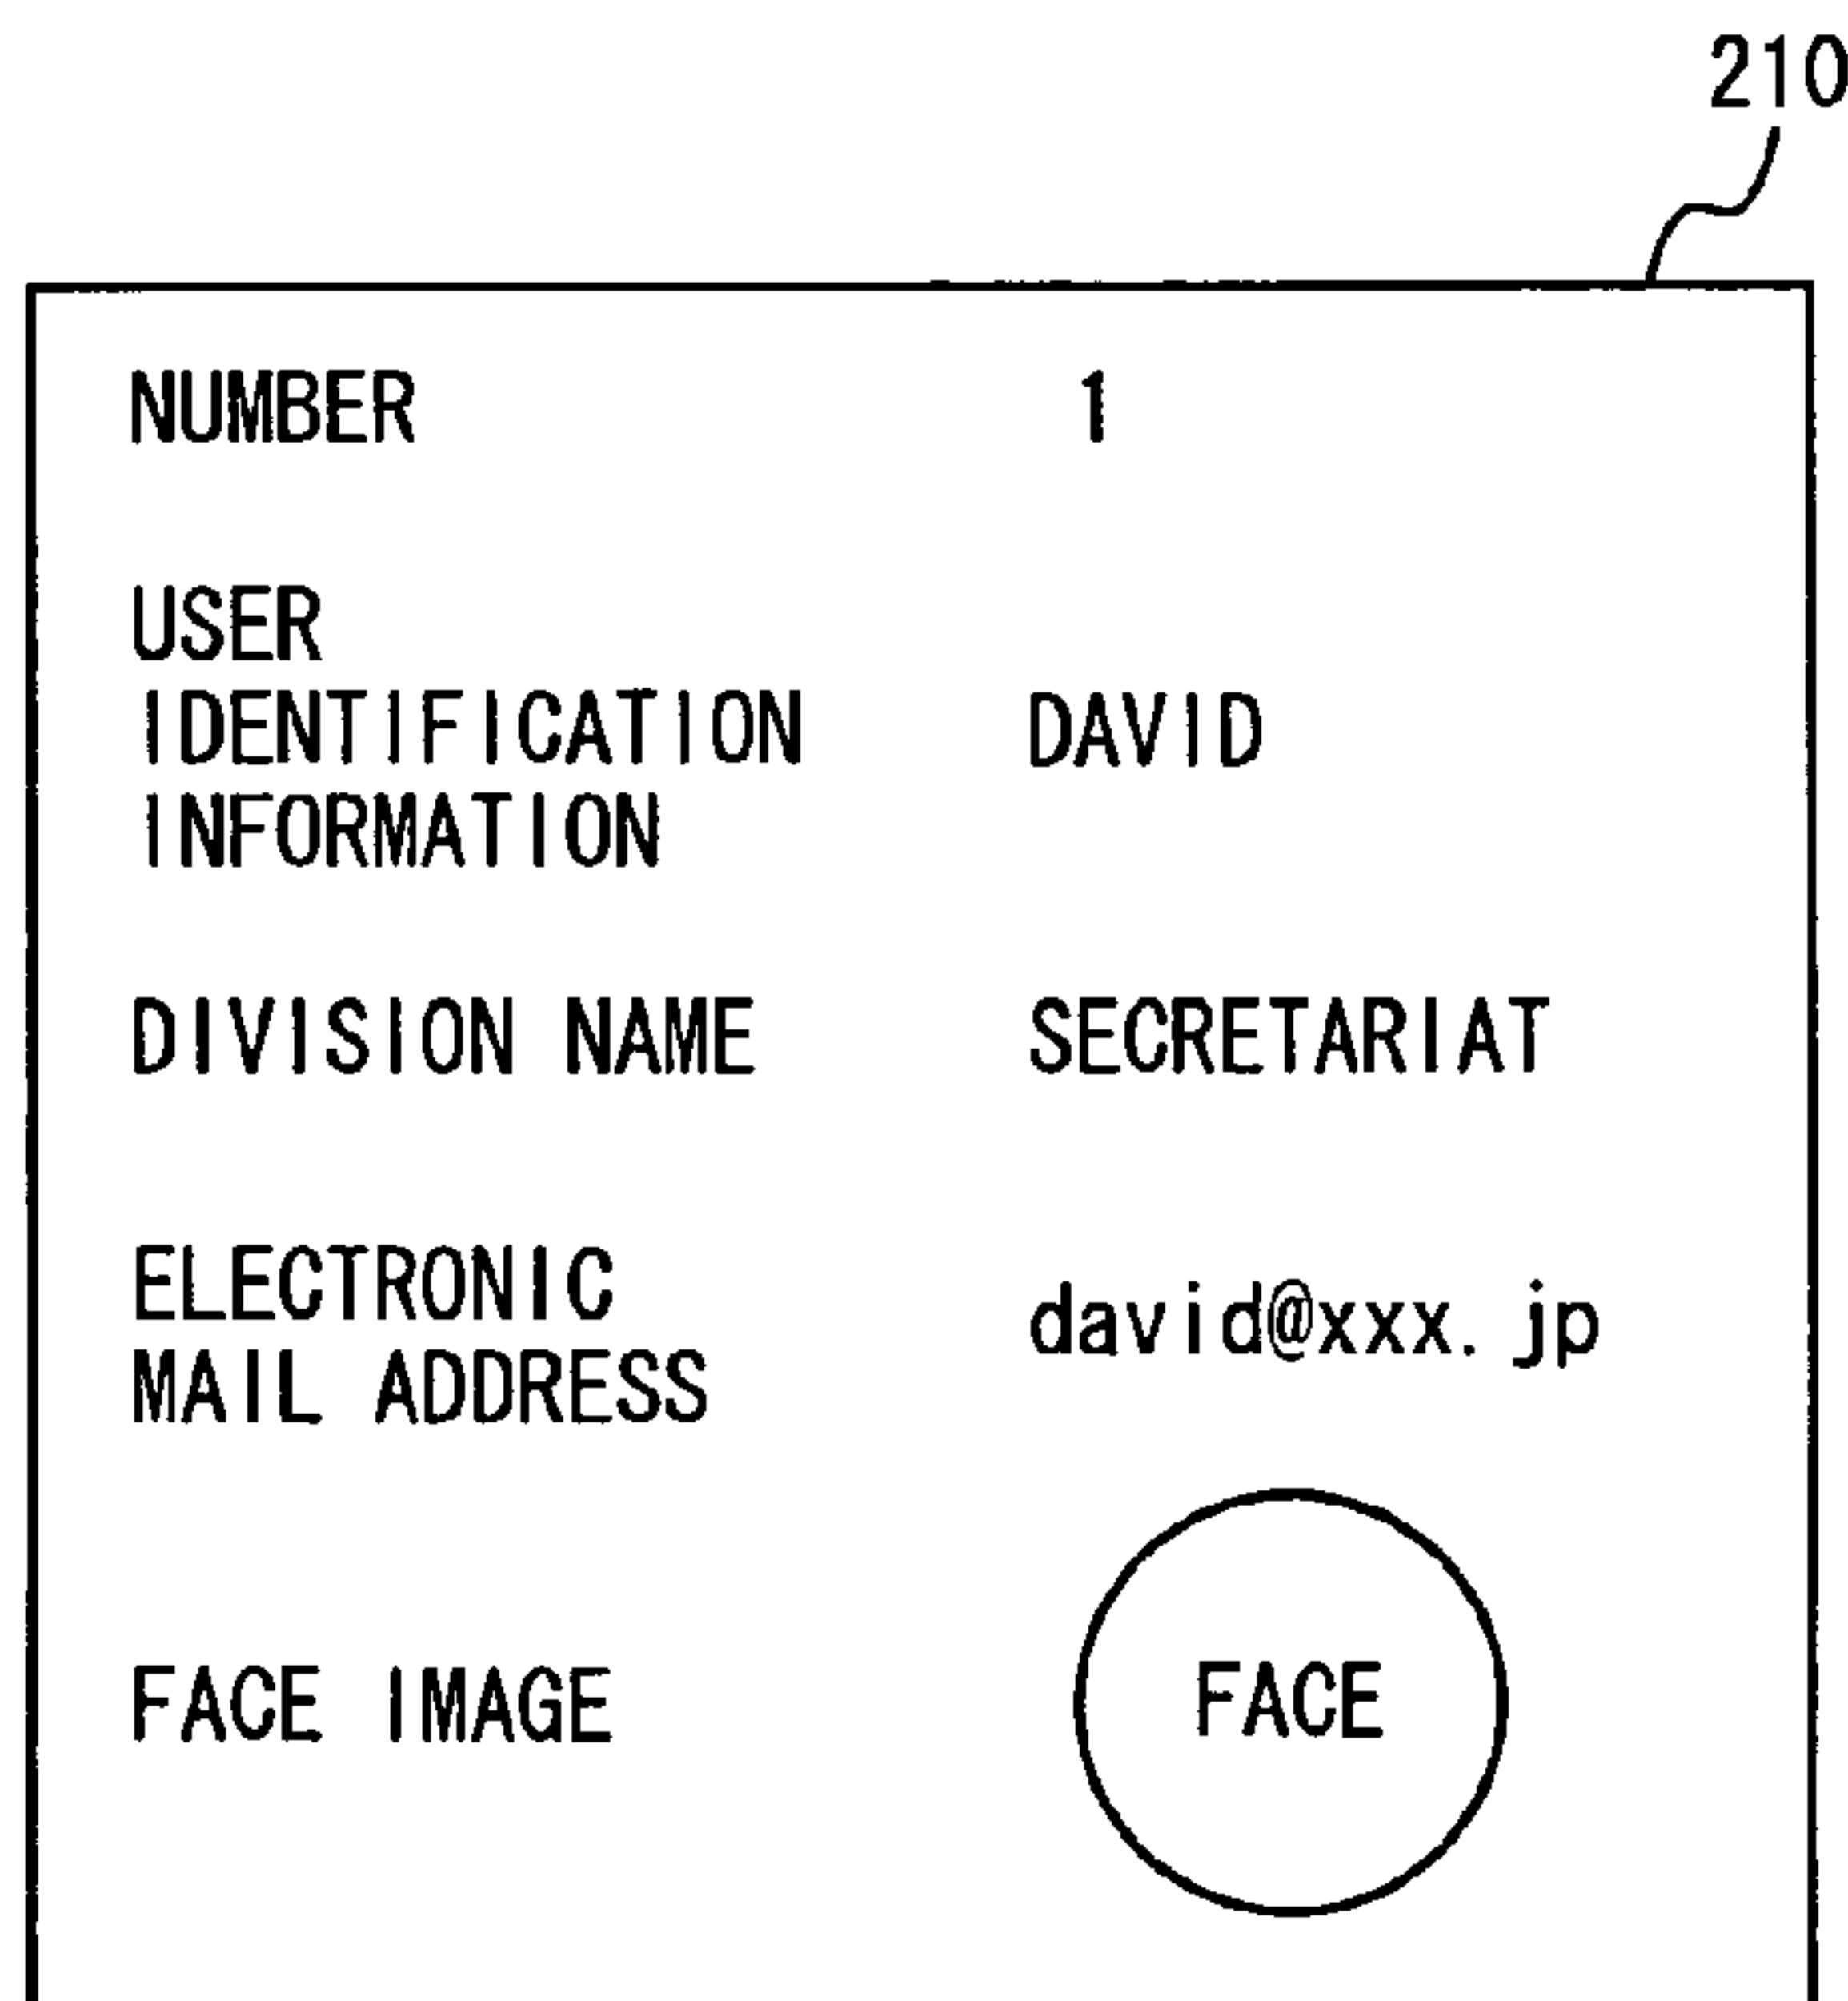 210
NUMBER 1
USER
IDENTIFICATION DAVID
INFORMATION
DIVISION NAME SECRETARIAT
ELECTRONIC
david@xxx.jp
MAIL ADDRESS
FACE IMAGE FACE